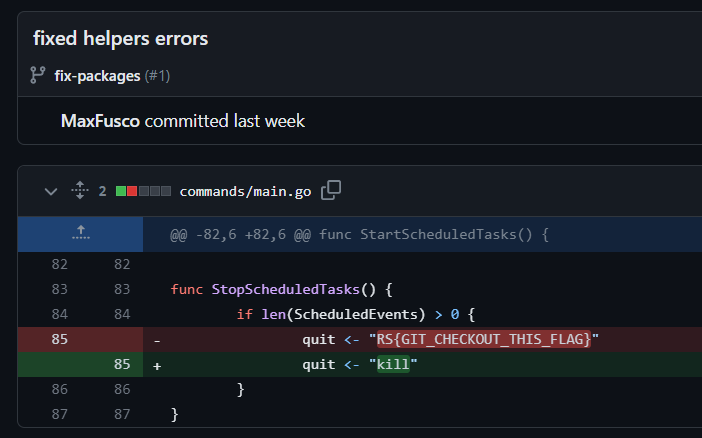 fixed helpers errors
fix-packages (#1)
MaxFusco committed last week
2 commands/main.go
@@ -82,6 +82,6 @@ func StartScheduledTasks() {
82 82
83 83 func StopScheduledTasks() {
84 84 if len(ScheduledEvents) > 0 {
85 - quit <- "RS{GIT_CHECKOUT_THIS_FLAG}"
85 + quit <- "kill"
86 86 }
87 87 }